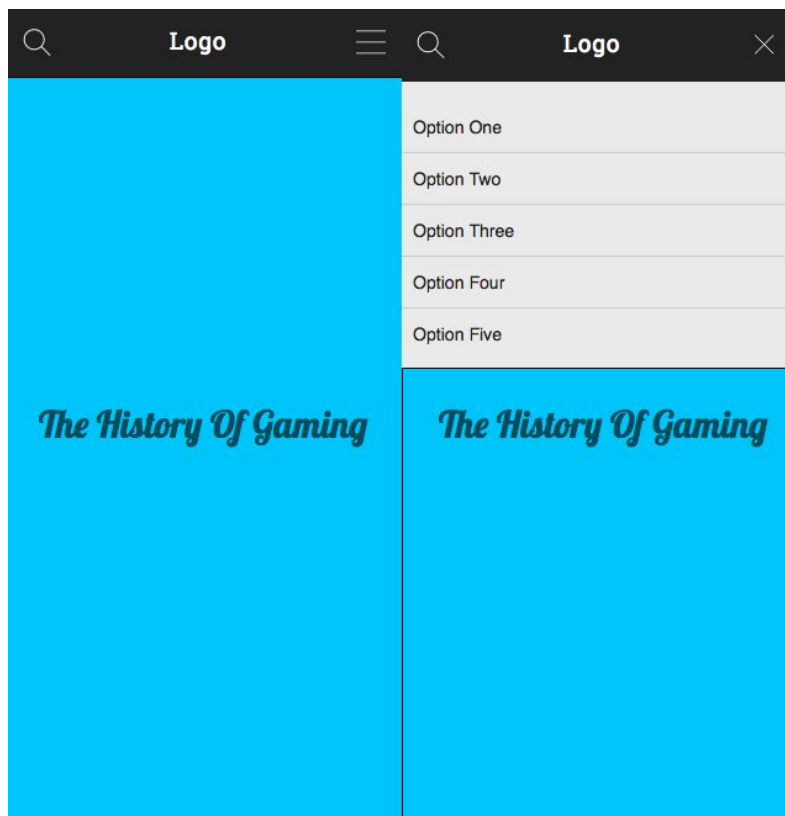 Logo
The History Of Gaming
Logo
Option One
Option Two
Option Three
Option Four
Option Five
The History Of Gaming